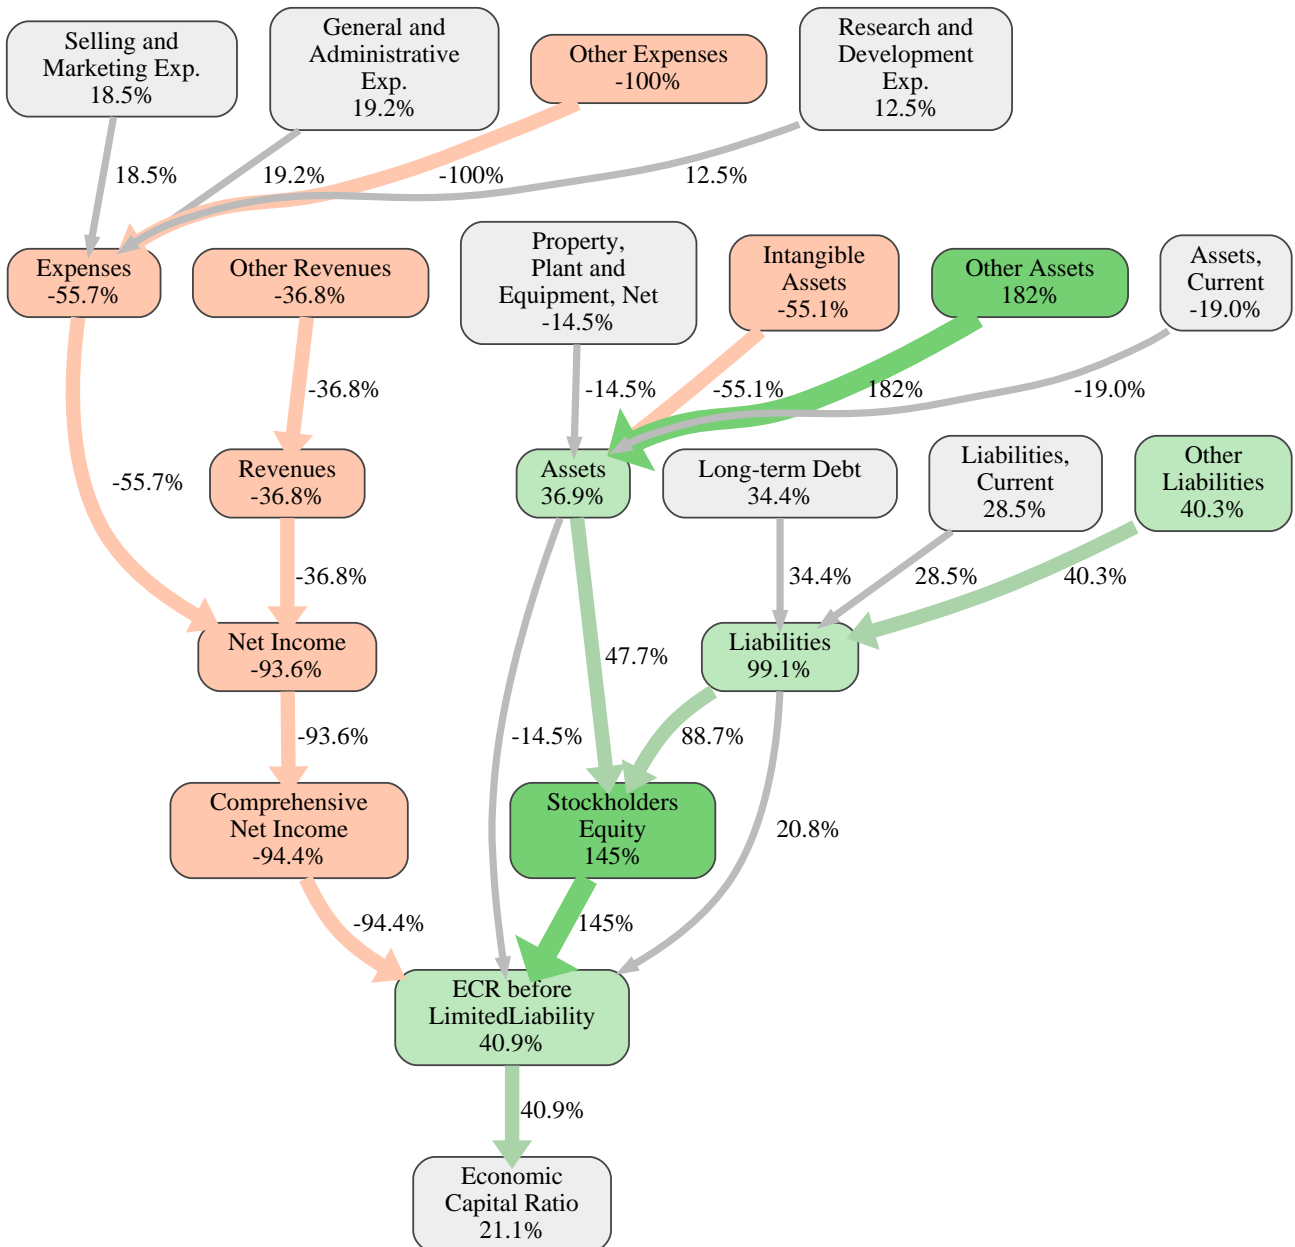 Selling and
Marketing Exp.
18.5%
General and
Administrative
Exp.
19.2%
Other Expenses
-100%
Research and
Development
Exp.
12.5%
18.5%
19.2%
-100%
12.5%
Expenses
-55.7%
Other Revenues
-36.8%
Property,
Plant and
Equipment, Net
-14.5%
Intangible
Assets
-55.1%
Other Assets
182%
Assets,
Current
-19.0%
-36.8%
-14.5%
-55.1%
182%
-19.0%
-55.7%
Revenues
-36.8%
Assets
36.9%
Long-term Debt
34.4%
Liabilities,
Current
28.5%
Other
Liabilities
40.3%
-36.8%
34.4%
28.5%
40.3%
Net Income
-93.6%
47.7%
Liabilities
99.1%
-93.6%
-14.5%
88.7%
Comprehensive
Net Income
-94.4%
Stockholders
Equity
145%
20.8%
-94.4%
145%
ECR before
LimitedLiability
40.9%
40.9%
Economic
Capital Ratio
21.1%